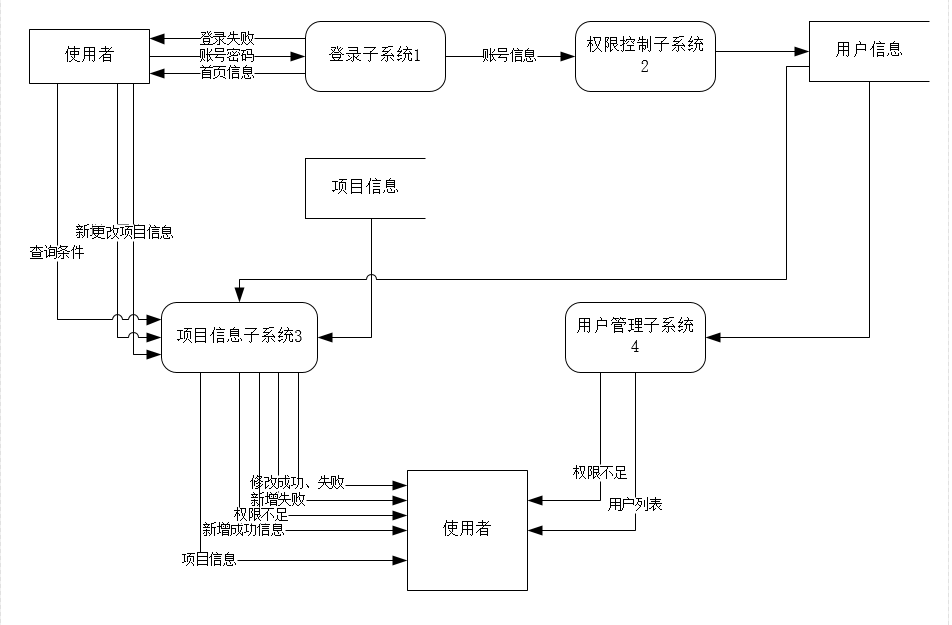 使用者
登录失败
账号密码
首页信息
登录子系统1
账号信息
权限控制子系统
2
用户信息
项目信息
新更改项目信息
查询条件
项目信息子系统3
用户管理子系统
4
修改成功、失败
新增失败
权限不足
新增成功信息
项目信息
使用者
权限不足
用户列表